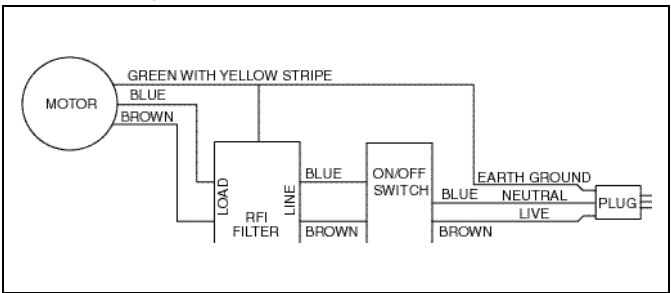 GREEN WITH YELLOW STRIPE
MOTOR
BLUE
BROWN
LOAD
LINE
RFI
FILTER
BLUE
BROWN
ON/OFF
SWITCH
EARTH GROUND
BLUE NEUTRAL
LIVE
BROWN
PLUG